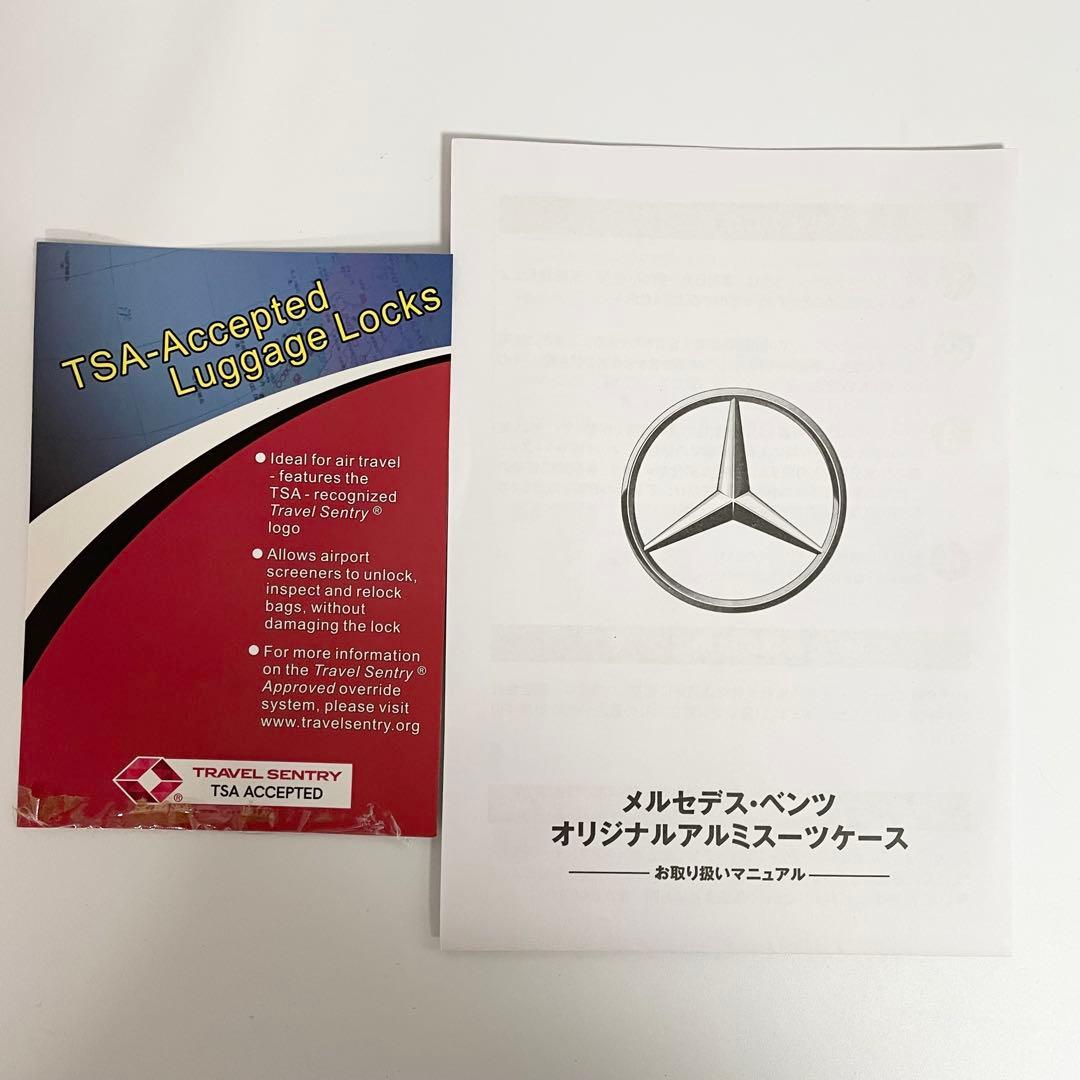 TSA-Accepted
Luggage Locks
● Ideal for air travel
- features the
TSA - recognized
Travel Sentry ®
logo
● Allows airport
screeners to unlock,
inspect and relock
bags, without
damaging the lock
● For more information
on the Travel Sentry ®
Approved override
system, please visit
www.travelsentry.org
® TRAVEL SENTRY
TSA ACCEPTED
メルセデス・ベンツ
オリジナルアルミスーツケース
お取り扱いマニュアル